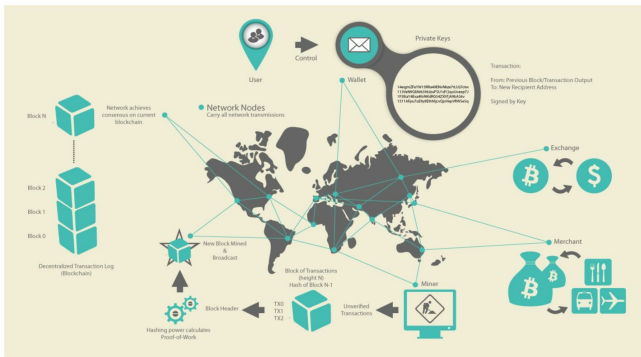 Private Keys
Transaction:
From: Previous Block/Transaction Output
To: New Recipient Address
Signed by Key
User
Control
Wallet
Block N
Network achieves
consensus on current
blockchain
Network Nodes
Carry all network transmissions
Exchange
Block 2
Block 1
Block 0
Decentralized Transaction Log
(Blockchain)
New Block Mined
&
Broadcast
Merchant
Block of Transactions
(height N)
Hash of Block N-1
Miner
TX0
TX1
TX2
Block Header
Unverified
Transactions
Hashing power calculates
Proof-of-Work